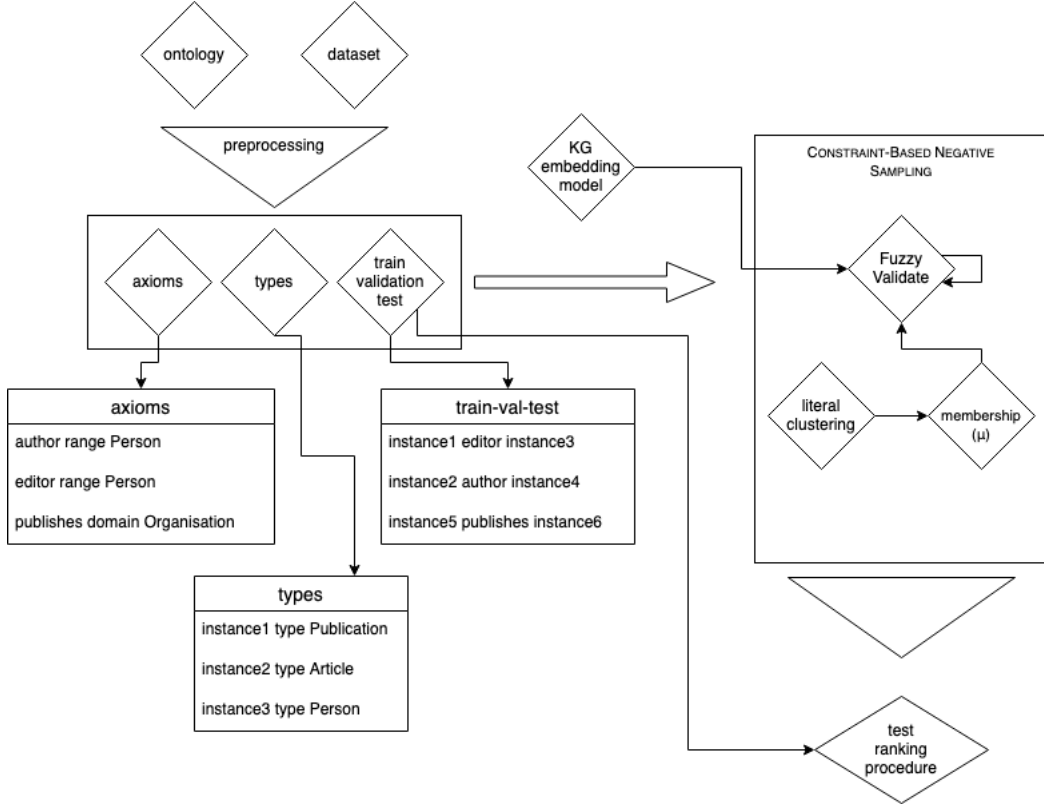 ontology
dataset
preprocessing
KG
embedding
model
CONSTRAINT-BASED NEGATIVE
SAMPLING
axioms
types
train
validation
test
Fuzzy
Validate
literal
clustering
membership
(μ)
axioms
author range Person
editor range Person
publishes domain Organisation
train-val-test
instance1 editor instance3
instance2 author instance4
instance5 publishes instance6
types
instance1 type Publication
instance2 type Article
instance3 type Person
test
ranking
procedure